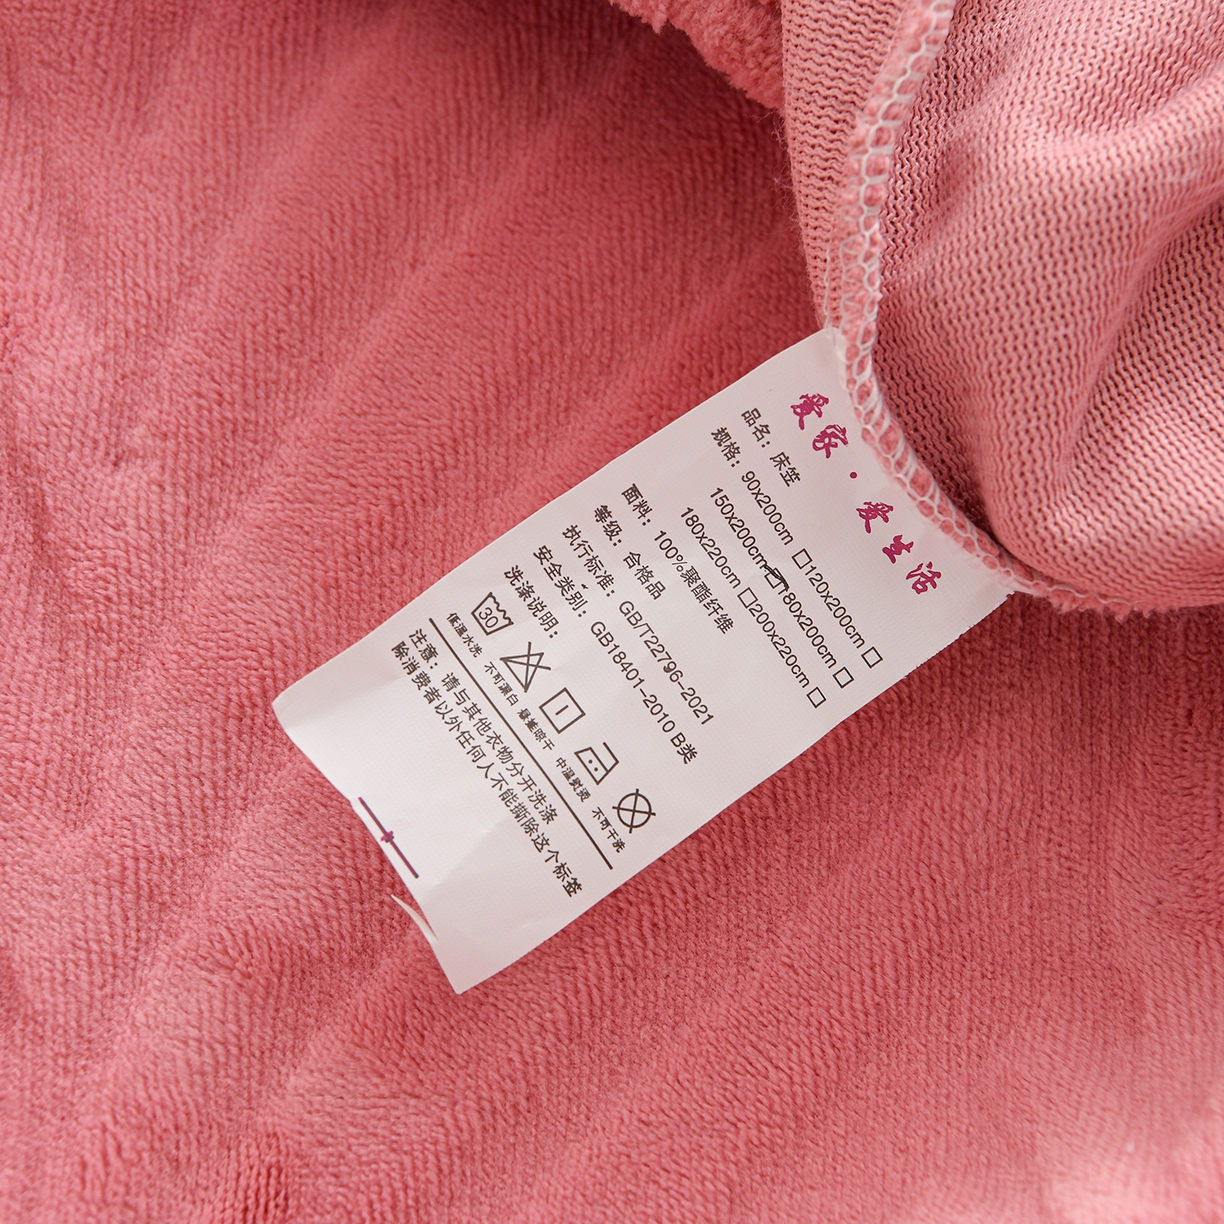 爱家·爱生活
品名：床笠
规格：90x200cm □120x200cm □
150x200cm □180x200cm □
180x220cm □200x220cm □
面料：100%聚酯纤维
等级：合格品
执行标准：GB/T22796-2021
安全类别：GB18401-2010 B类
洗涤说明：
30
低温水洗 不可漂白 悬挂晾干 中温熨烫 不可干洗
注意：请与其他衣物分开洗涤
除消费者以外任何人不能撕除这个标签